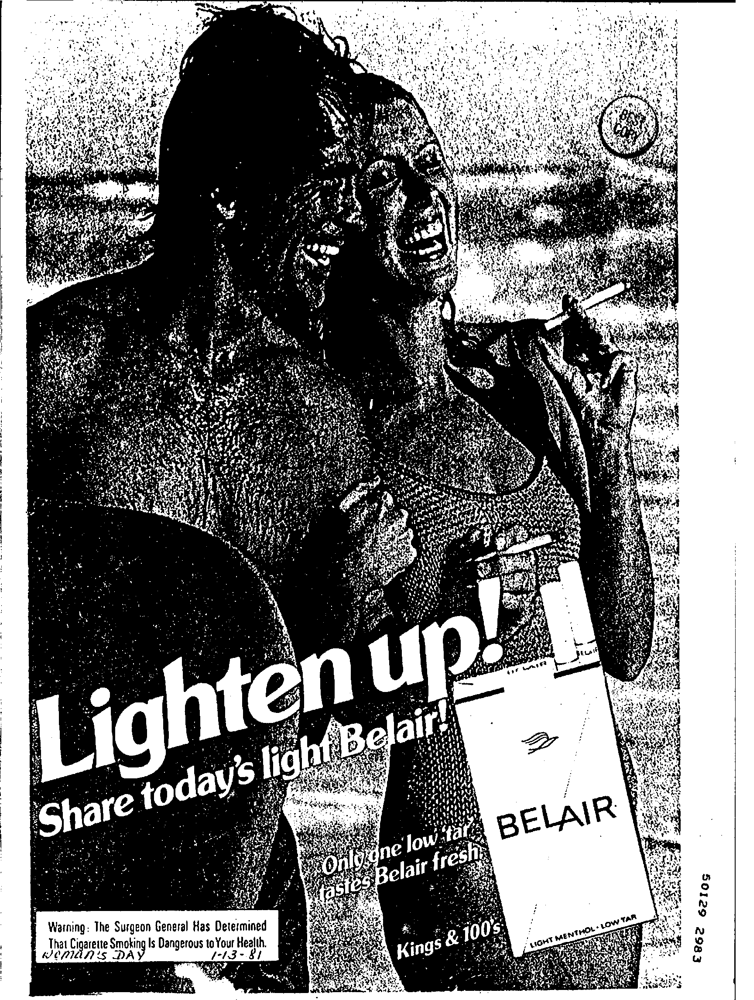 BEST
COPY
Lighten up!
Share today's light Belair!
BELAIR
Only one low 'tar'
tastes Belair fresh
Kings & 100's
LIGHT MENTHOL • LOW TAR
Warning: The Surgeon General Has Determined
That Cigarette Smoking Is Dangerous to Your Health.
WOMAN'S DAY 1-13-81
50129 2983